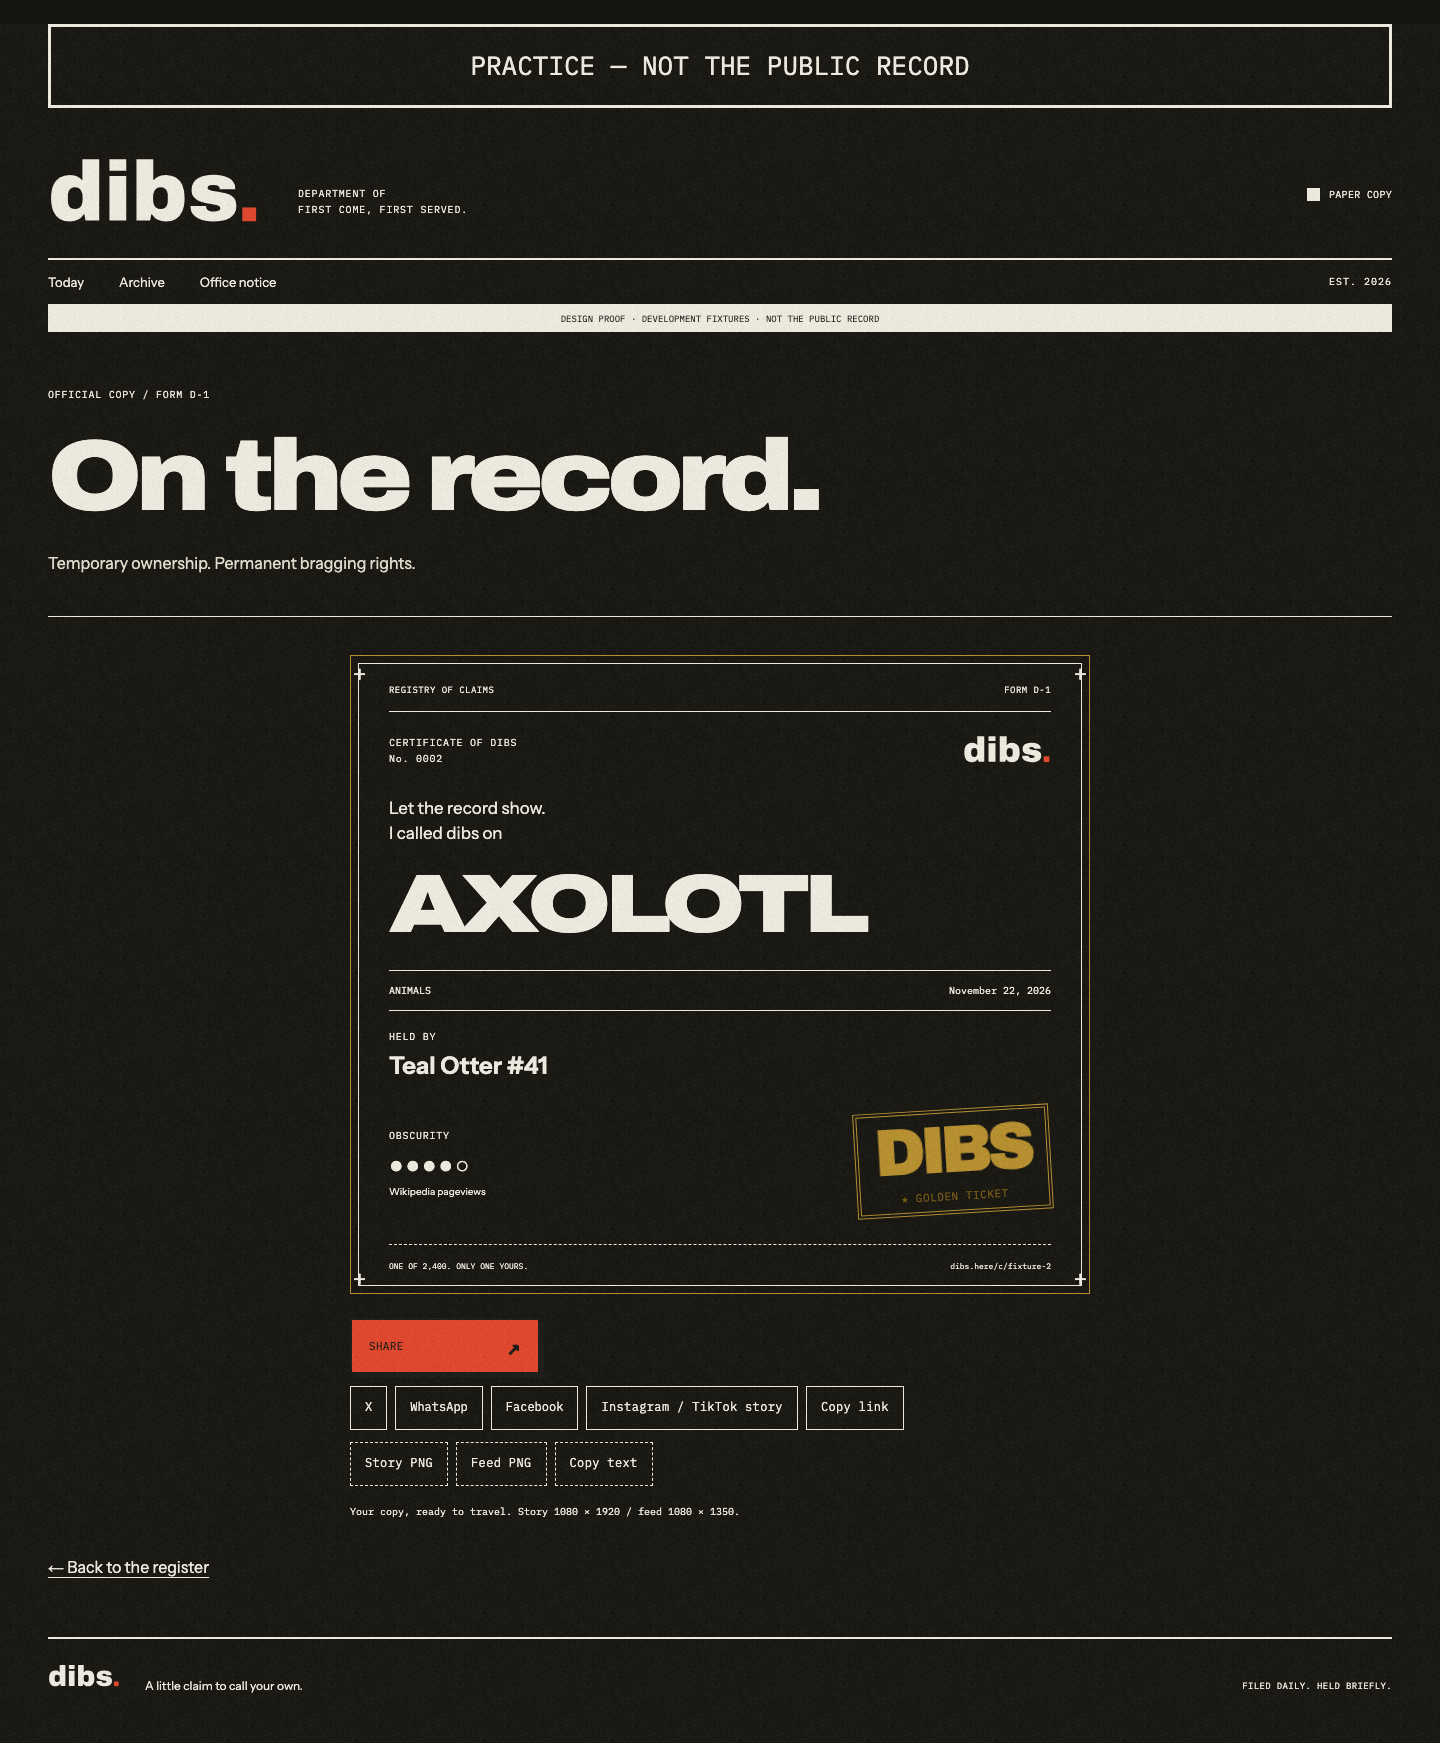 PRACTICE — NOT THE PUBLIC RECORD
dibs.
DEPARTMENT OF
FIRST COME, FIRST SERVED.
PAPER COPY
Today Archive Office notice
EST. 2026
DESIGN PROOF · DEVELOPMENT FIXTURES · NOT THE PUBLIC RECORD
OFFICIAL COPY / FORM D-1
On the record.
Temporary ownership. Permanent bragging rights.
REGISTRY OF CLAIMS
FORM D-1
CERTIFICATE OF DIBS
No. 0002
dibs.
Let the record show.
I called dibs on
AXOLOTL
ANIMALS
November 22, 2026
HELD BY
Teal Otter #41
OBSCURITY
Wikipedia pageviews
DIBS
★ GOLDEN TICKET
ONE OF 2,400. ONLY ONE YOURS.
dibs.here/c/fixture-2
SHARE ↗
X WhatsApp Facebook Instagram / TikTok story Copy link
Story PNG Feed PNG Copy text
Your copy, ready to travel. Story 1080 × 1920 / feed 1080 × 1350.
← Back to the register
dibs.
A little claim to call your own.
FILED DAILY. HELD BRIEFLY.